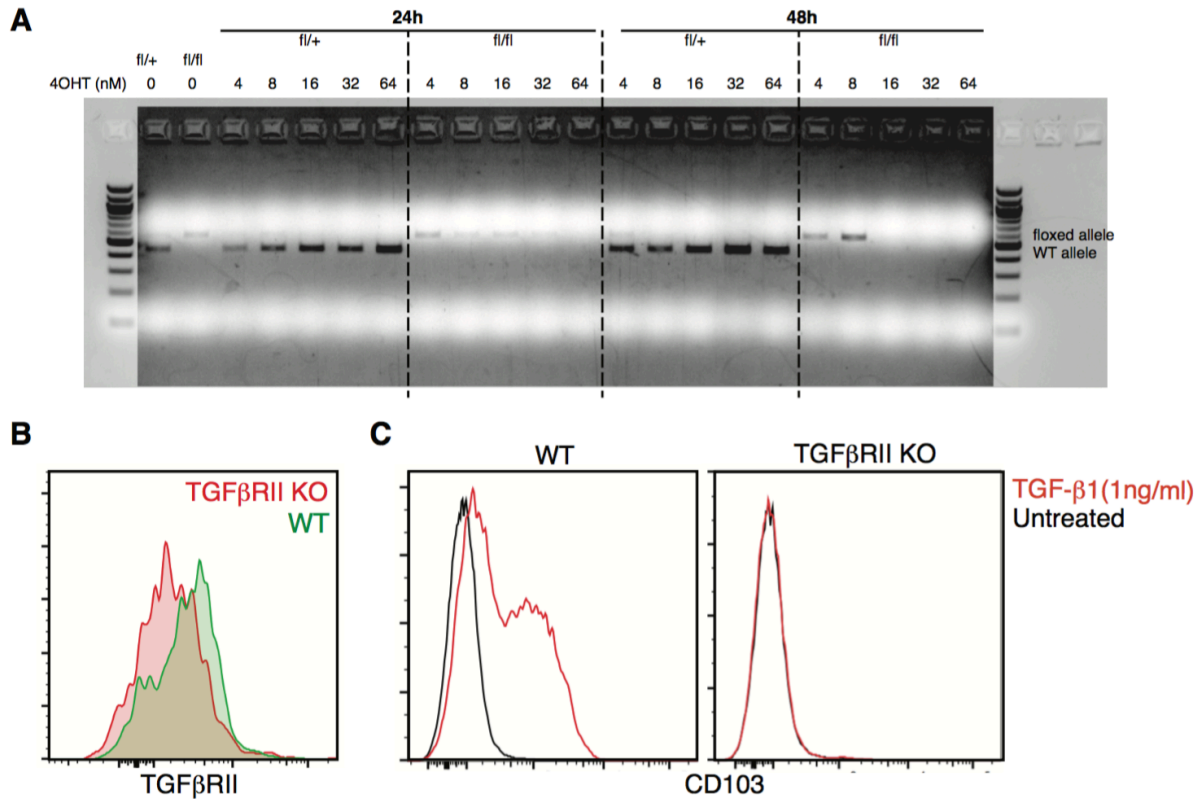 A
24h
48h
fl/+
fl/fl
fl/+
fl/fl
fl/+
fl/fl
4OHT (nM)
0
0
4
8
16
32
64
4
8
16
32
64
4
8
16
32
64
4
8
16
32
64
floxed allele
WT allele
B
TGFβRII KO
WT
TGFβRII
C
WT
TGFβRII KO
TGF-β1(1ng/ml)
Untreated
CD103